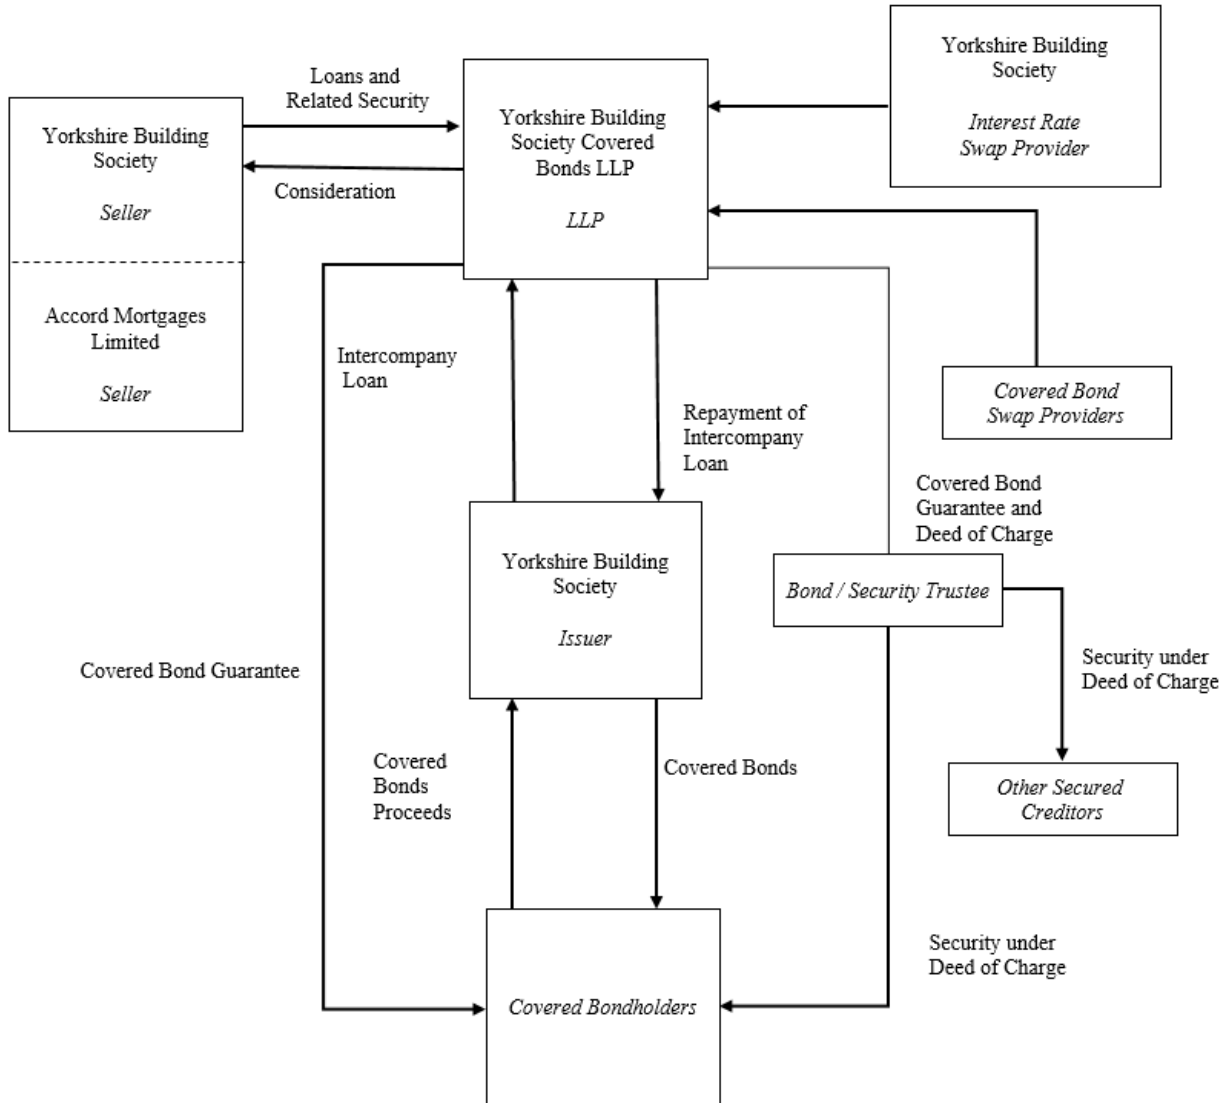 Yorkshire Building
Society
Interest Rate
Swap Provider
Loans and
Related Security
Yorkshire Building
Society Covered
Bonds LLP
LLP
Yorkshire Building
Society
Seller
Consideration
Accord Mortgages
Limited
Seller
Intercompany
Loan
Repayment of
Intercompany
Loan
Covered Bond
Swap Providers
Covered Bond
Guarantee and
Deed of Charge
Yorkshire Building
Society
Issuer
Bond / Security Trustee
Covered Bond Guarantee
Security under
Deed of Charge
Covered
Bonds
Proceeds
Covered Bonds
Other Secured
Creditors
Security under
Deed of Charge
Covered Bondholders